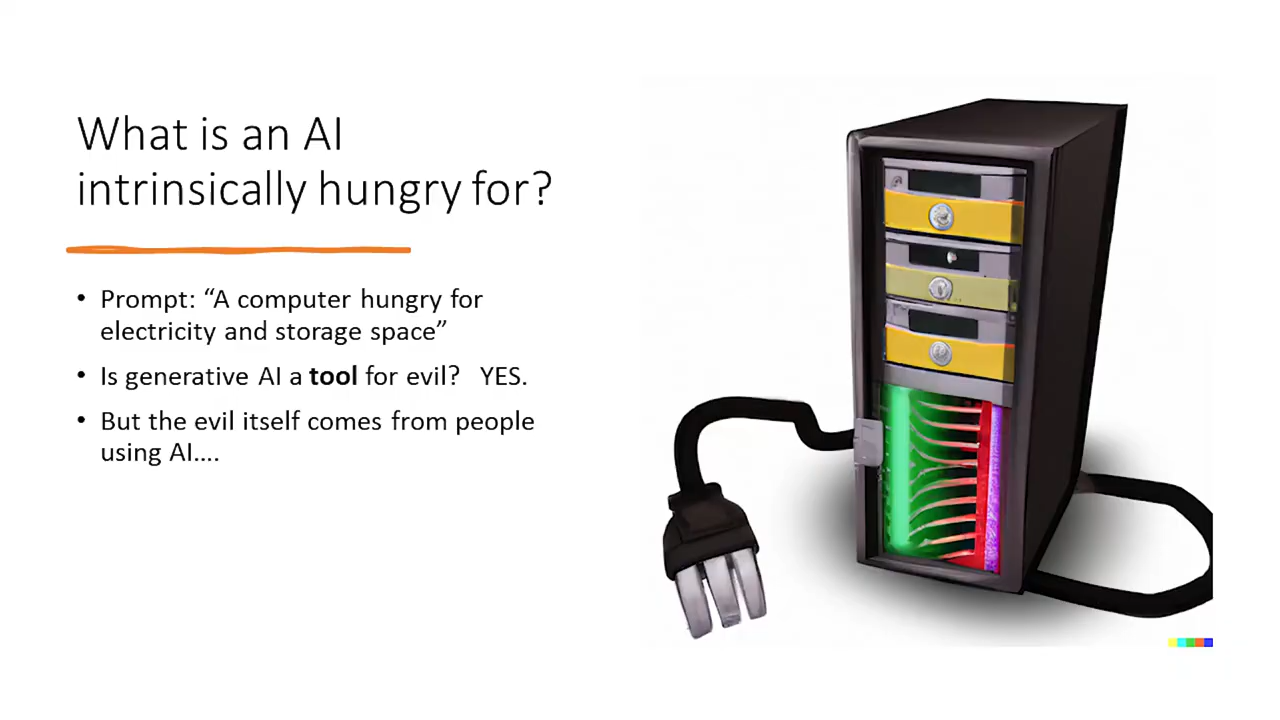 What is an AI
intrinsically hungry for?
• Prompt: “A computer hungry for
electricity and storage space”
• Is generative AI a tool for evil?   YES.
• But the evil itself comes from people
using AI….